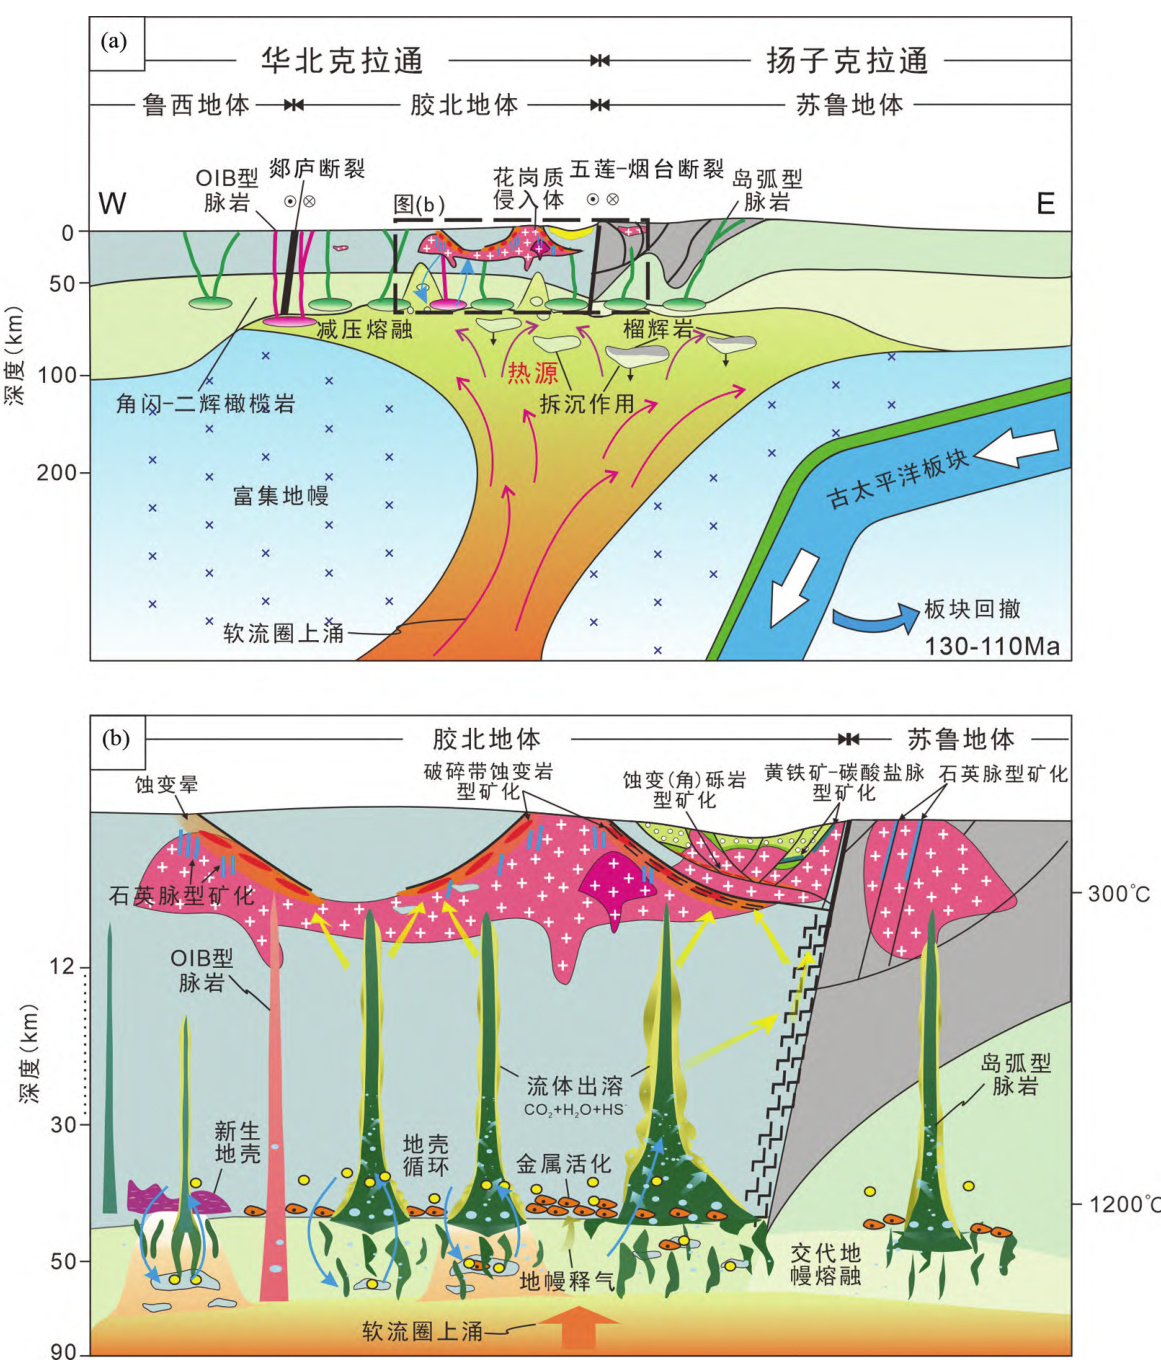 (a)
华北克拉通
扬子克拉通
鲁西地体
胶北地体
苏鲁地体
OIB型
脉岩
郯庐断裂
花岗质
侵入体
五莲-烟台断裂
岛弧型
脉岩
W
图(b)
E
0
50
100
200
深度(km)
减压熔融
榴辉岩
热源
拆沉作用
角闪-二辉橄榄岩
富集地幔
古太平洋板块
软流圈上涌
板块回撤
130-110Ma
(b)
胶北地体
苏鲁地体
蚀变晕
破碎带蚀变岩
型矿化
蚀变(角)砾岩
型矿化
黄铁矿-碳酸盐脉
型矿化
石英脉型矿化
石英脉型矿化
300℃
OIB型
脉岩
12
深度(km)
流体出溶
CO2+H2O+HS-
岛弧型
脉岩
30
新生
地壳
地壳
循环
金属活化
1200℃
50
地幔释气
交代地
幔熔融
软流圈上涌
90